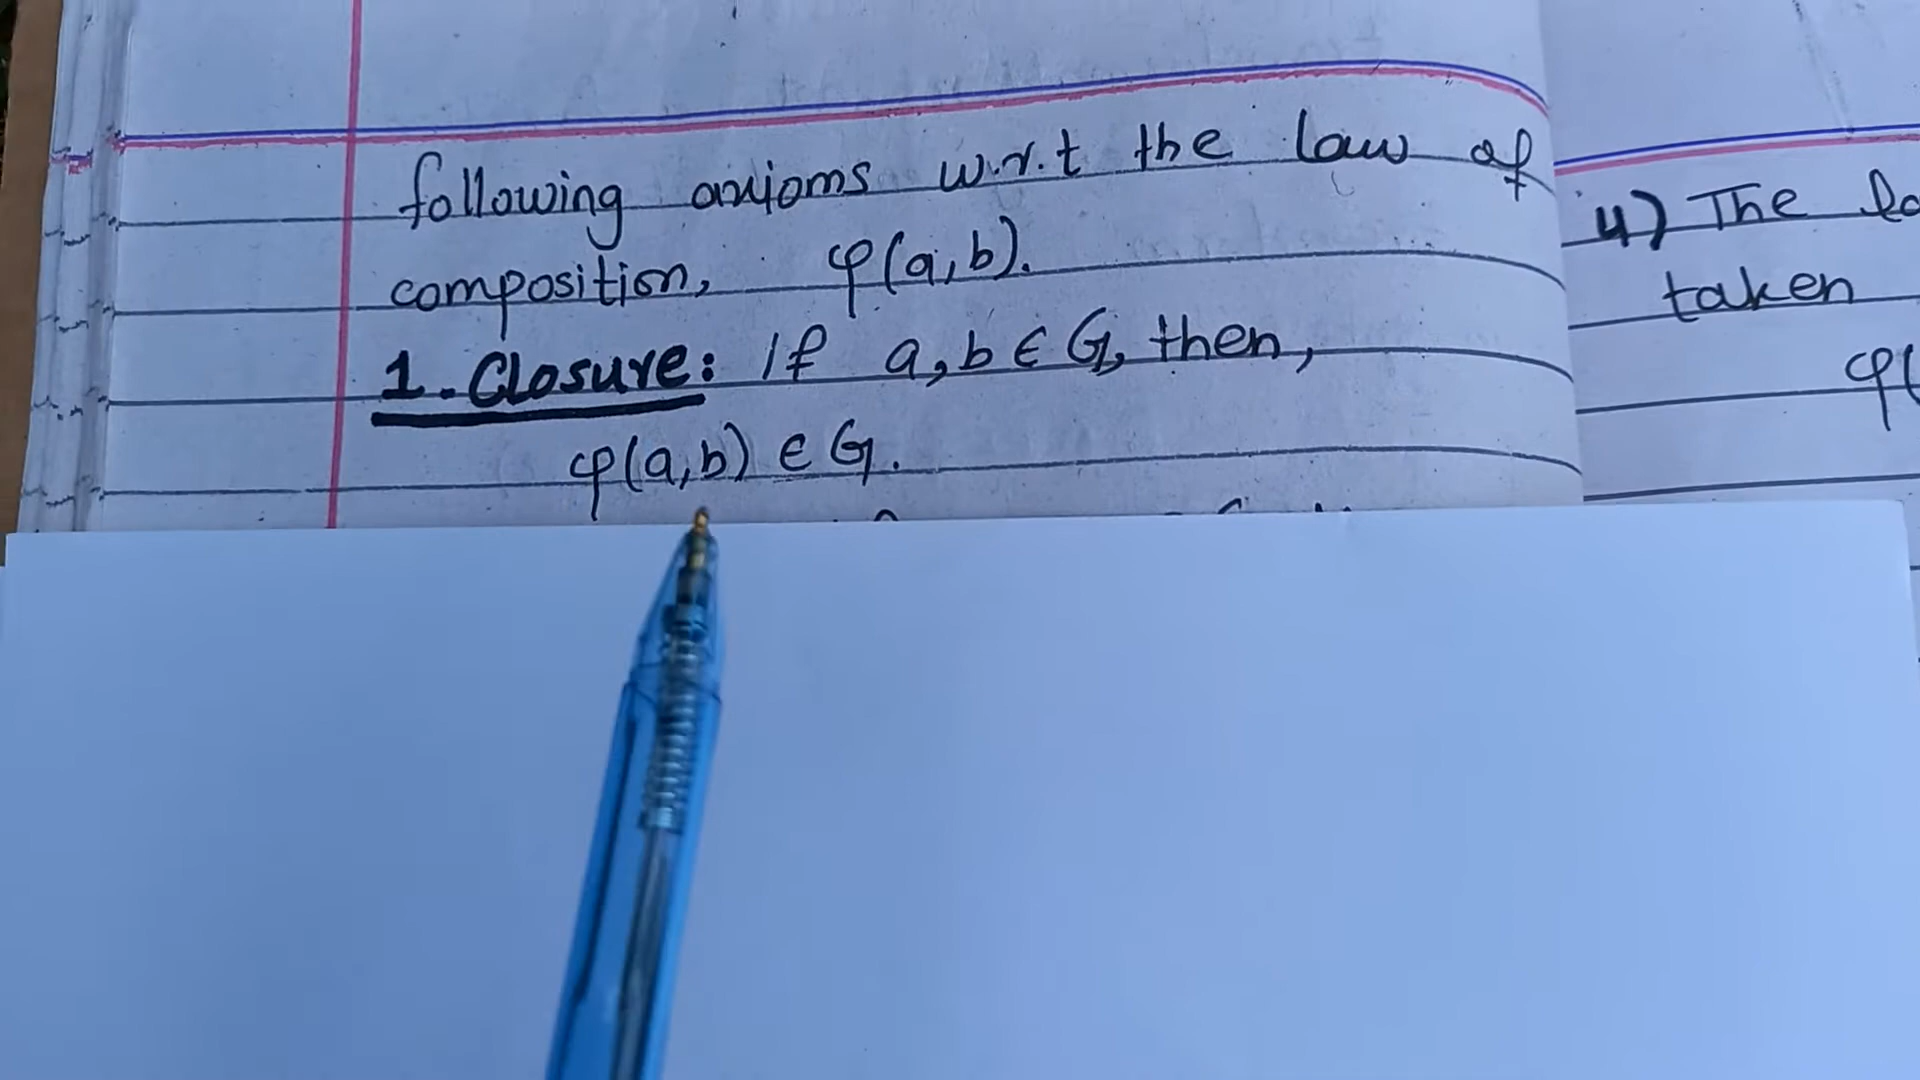 following axioms w.r.t the law of
composition, φ(a,b).
1. Closure: If a,b ∈ G, then,
φ(a,b) ∈ G.
4) The
taken
φ(